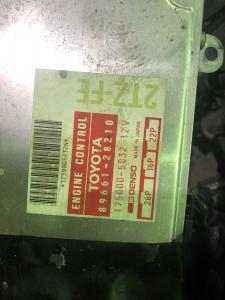 2TZ-FE
ENGINE CONTROL
TOYOTA
89661-28210
175000-5032 12V
DENSO MADE IN JAPAN
26P 16P 22P